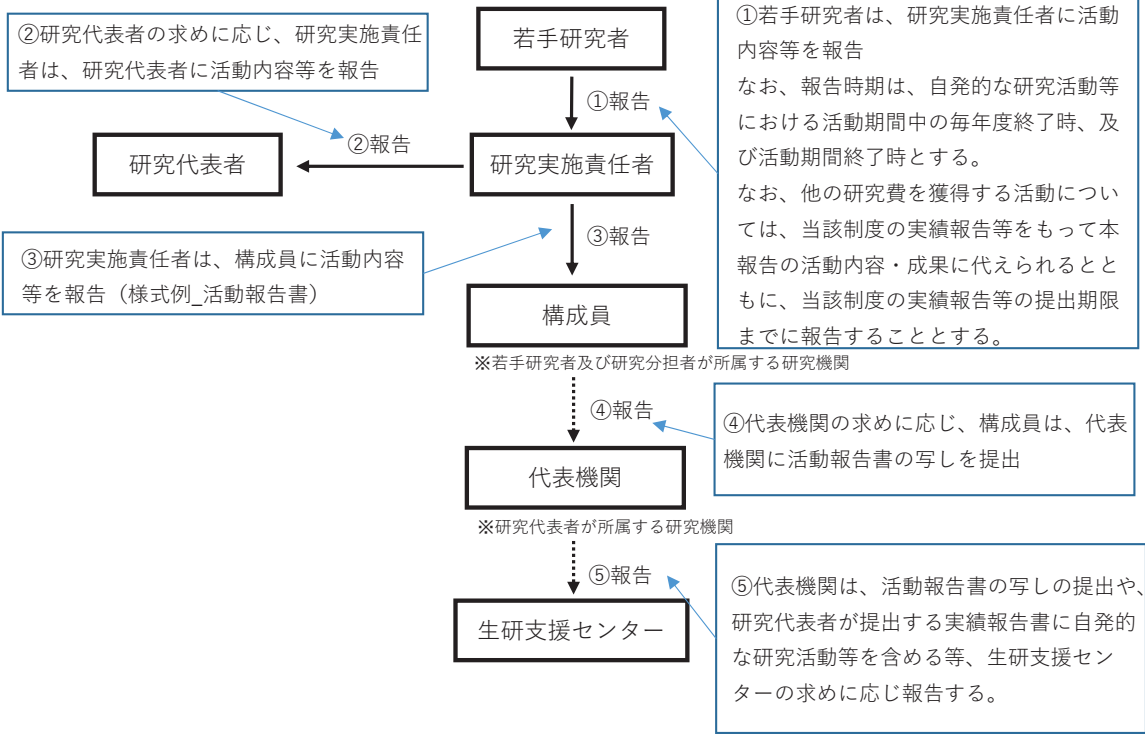 ②研究代表者の求めに応じ、研究実施責任
者は、研究代表者に活動内容等を報告
若手研究者
①若手研究者は、研究実施責任者に活動
内容等を報告
なお、報告時期は、自発的な研究活動等
における活動期間中の毎年度終了時、及
び活動期間終了時とする。
なお、他の研究費を獲得する活動につい
ては、当該制度の実績報告等をもって本
報告の活動内容・成果に代えられるとと
もに、当該制度の実績報告等の提出期限
までに報告することとする。
①報告
研究代表者
②報告
研究実施責任者
③研究実施責任者は、構成員に活動内容
等を報告（様式例_活動報告書）
③報告
構成員
※若手研究者及び研究分担者が所属する研究機関
④報告
④代表機関の求めに応じ、構成員は、代表
機関に活動報告書の写しを提出
代表機関
※研究代表者が所属する研究機関
⑤報告
⑤代表機関は、活動報告書の写しの提出や、
研究代表者が提出する実績報告書に自発的
な研究活動等を含める等、生研支援セン
ターの求めに応じ報告する。
生研支援センター